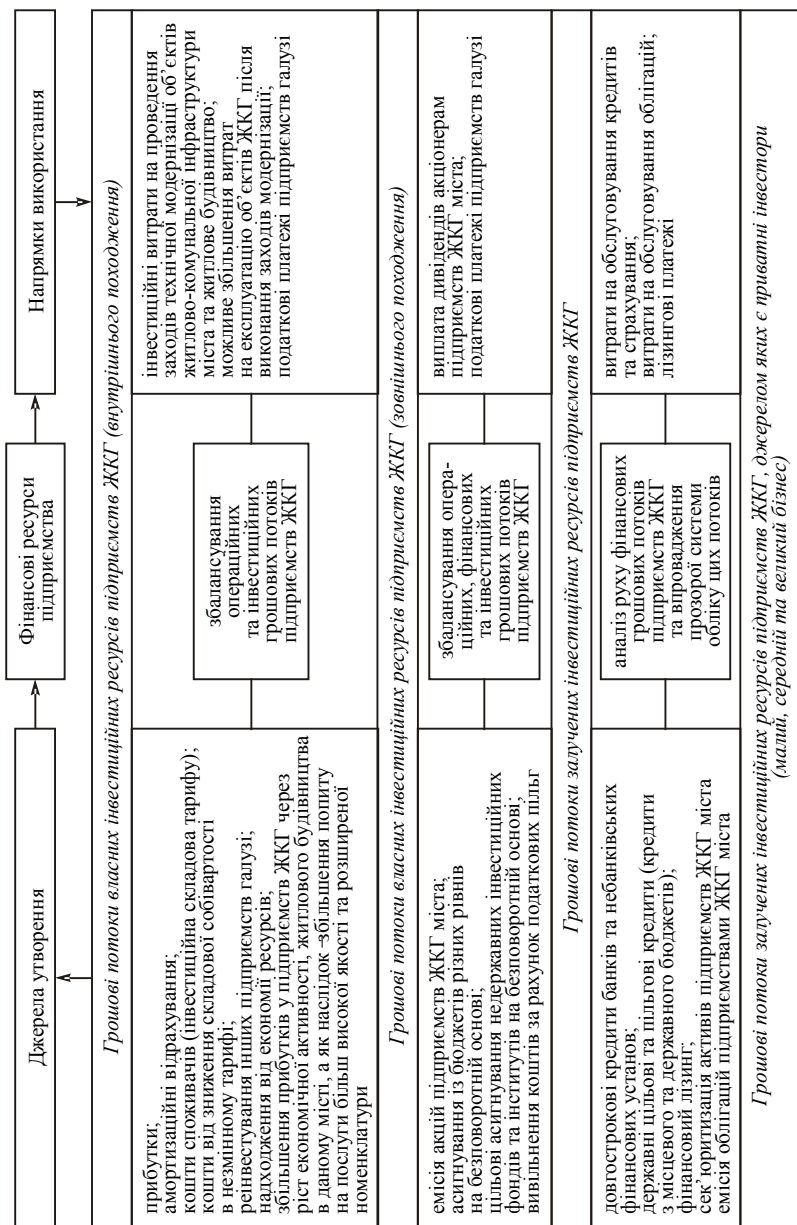 Джерела утворення
Фінансові ресурси
підприємства
Напрямки використання
Грошові потоки власних інвестиційних ресурсів підприємств ЖКГ (внутрішнього походження)
прибутки;
амортизаційні відрахування;
кошти споживачів (інвестиційна складова тарифу);
кошти від зниження складової собівартості
в незмінному тарифі;
реінвестування інших підприємств галузі;
надходження від економії ресурсів;
збільшення прибутків у підприємств ЖКГ через
ріст економічної активності, житлового будівництва
в даному місті, а як наслідок –збільшення попиту
на послуги більш високої якості та розширеної
номенклатури
збалансування
операційних
та інвестиційних
грошових потоків
підприємств ЖКГ
інвестиційні витрати на проведення
заходів технічної модернізації об’єктів
житлово-комунальної інфраструктури
міста та житлове будівництво;
можливе збільшення витрат
на експлуатацію об’єктів ЖКГ після
виконання заходів модернізації;
податкові платежі підприємств галузі
Грошові потоки власних інвестиційних ресурсів підприємств ЖКГ (зовнішнього походження)
емісія акцій підприємств ЖКГ міста;
асигнування із бюджетів різних рівнів
на безповоротній основі;
цільові асигнування недержавних інвестиційних
фондів та інститутів на безповоротній основі;
вивільнення коштів за рахунок податкових пільг
збалансування опера-
ційних, фінансових
та інвестиційних
грошових потоків
підприємств ЖКГ
виплата дивідендів акціонерам
підприємств ЖКГ міста;
податкові платежі підприємств галузі
Грошові потоки залучених інвестиційних ресурсів підприємств ЖКГ
довгострокові кредити банків та небанківських
фінансових установ;
державні цільові та пільгові кредити (кредити
з місцевого та державного бюджетів);
фінансовий лізинг;
сек’юритизація активів підприємств ЖКГ міста
емісія облігацій підприємствами ЖКГ міста
аналіз руху фінансових
грошових потоків
підприємств ЖКГ
та впровадження
прозорої системи
обліку цих потоків
витрати на обслуговування кредитів
та страхування;
витрати на обслуговування облігацій;
лізингові платежі
Грошові потоки залучених інвестиційних ресурсів підприємств ЖКГ, джерелом яких є приватні інвестори
(малий, середній та великий бізнес)